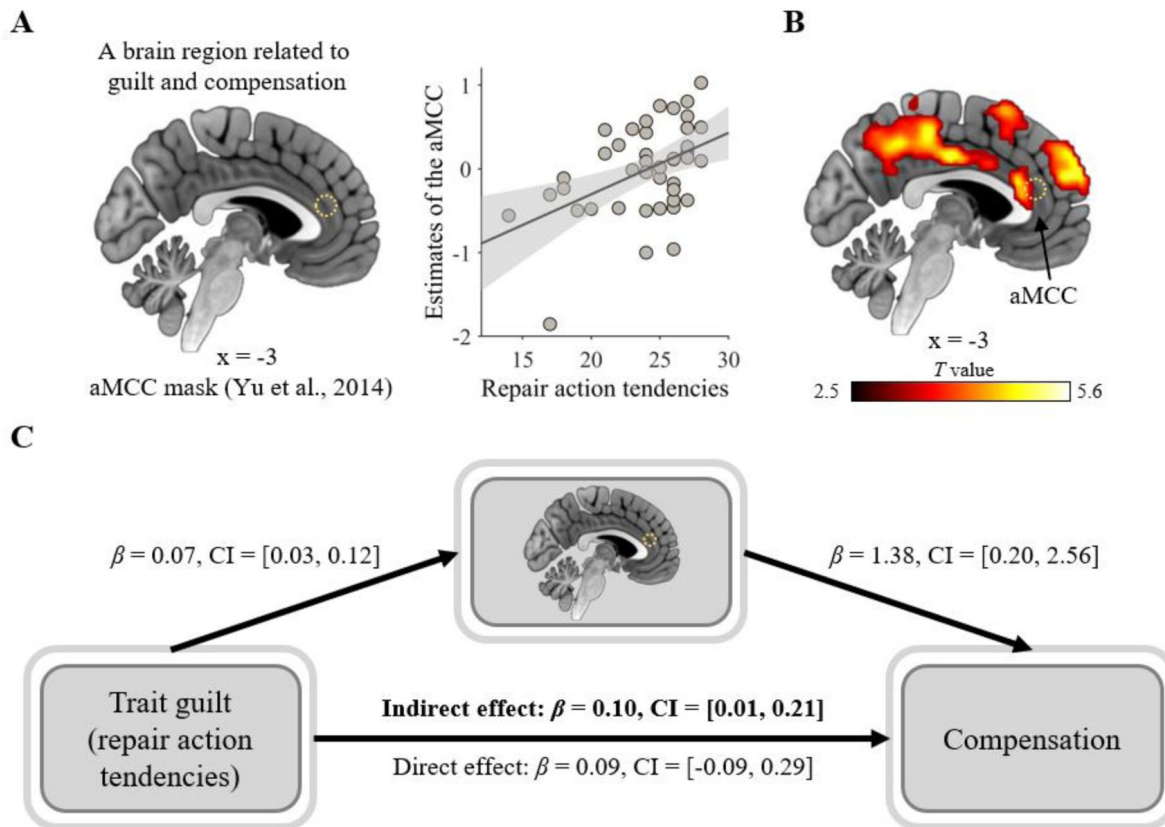 A
A brain region related to
guilt and compensation
x = -3
aMCC mask (Yu et al., 2014)
Estimates of the aMCC
1
0
-1
-2
15
20
25
30
Repair action tendencies
B
aMCC
x = -3
T value
2.5
5.6
C
β = 0.07, CI = [0.03, 0.12]
β = 1.38, CI = [0.20, 2.56]
Trait guilt
(repair action
tendencies)
Indirect effect: β = 0.10, CI = [0.01, 0.21]
Direct effect: β = 0.09, CI = [-0.09, 0.29]
Compensation